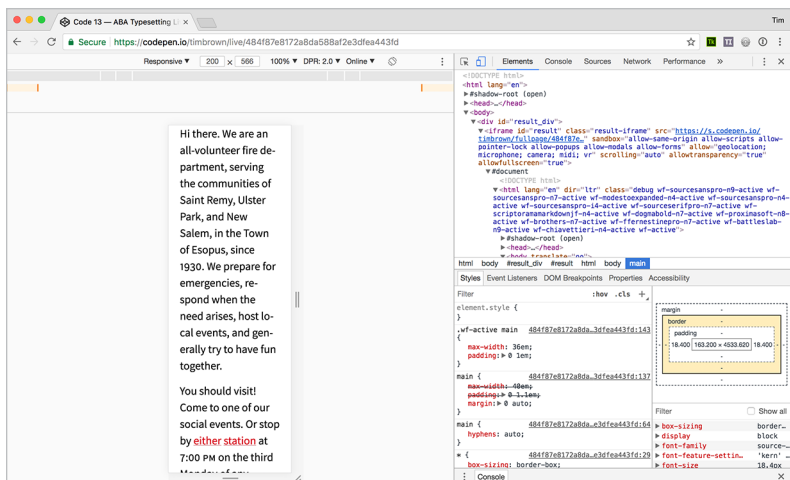 Code 13 — ABA Typesetting Li
Tim
Secure https://codepen.io/timbrown/live/484f87e8172a8da588af2e3dfea443fd
Responsive ▼ 200 x 566 100% ▼ DPR: 2.0 ▼ Online ▼
Elements Console Sources Network Performance »
Hi there. We are an
all-volunteer fire de-
partment, serving
the communities of
Saint Remy, Ulster
Park, and New
Salem, in the Town
of Esopus, since
1930. We prepare for
emergencies, re-
spond when the
need arises, host lo-
cal events, and gen-
erally try to have fun
together.
You should visit!
Come to one of our
social events. Or stop
by either station at
7:00 PM on the third
Monday of any
<!DOCTYPE html>
<html lang="en">
▶#shadow-root (open)
▶<head>…</head>
▼<body>
▼<div id="result_div">
▼<iframe id="result" class="result-iframe" src="https://s.codepen.io/
timbrown/fullpage/484f87e…" sandbox="allow-same-origin allow-scripts allow-
pointer-lock allow-popups allow-modals allow-forms" allow="geolocation;
microphone; camera; midi; vr" scrolling="auto" allowtransparency="true"
allowfullscreen="true">
▼#document
<!DOCTYPE html>
▼<html lang="en" dir="ltr" class="debug wf-sourcesanspro-n9-active wf-
sourcesanspro-n7-active wf-modestoexpanded-n4-active wf-
sourcesanspro-i4-active wf-sourceserifpro-n7-active wf-
scriptoramamarkdownjf-n4-active wf-dogmabold-n7-active wf-proximasoft-n8-
active wf-brothers-n7-active wf-ffernestinepro-n7-active wf-battleslab-
n9-active wf-chiavettieri-n4-active wf-active">
▶#shadow-root (open)
▶<head>…</head>
▼<body translate="no">
html body #result_div #result html body main
Styles Event Listeners DOM Breakpoints Properties Accessibility
Filter :hov .cls +
element.style {
}
.wf-active main 484f87e8172a8da…3dfea443fd:143
{
max-width: 36em;
padding:▶0 1em;
}
main { 484f87e8172a8da…3dfea443fd:137
max-width: 40em;
padding:▶0 1.1em;
margin:▶0 auto;
}
main { 484f87e8172a8da…e3dfea443fd:64
hyphens: auto;
}
* { 484f87e8172a8da…e3dfea443fd:29
box-sizing: border-box;
margin -
border -
padding -
18.400 163.200 × 4533.620 18.400
Filter Show all
▶box-sizing border…
▶display block
▶font-family source-…
▶font-feature-settin… 'kern' …
▶font-size 18.4px
Console